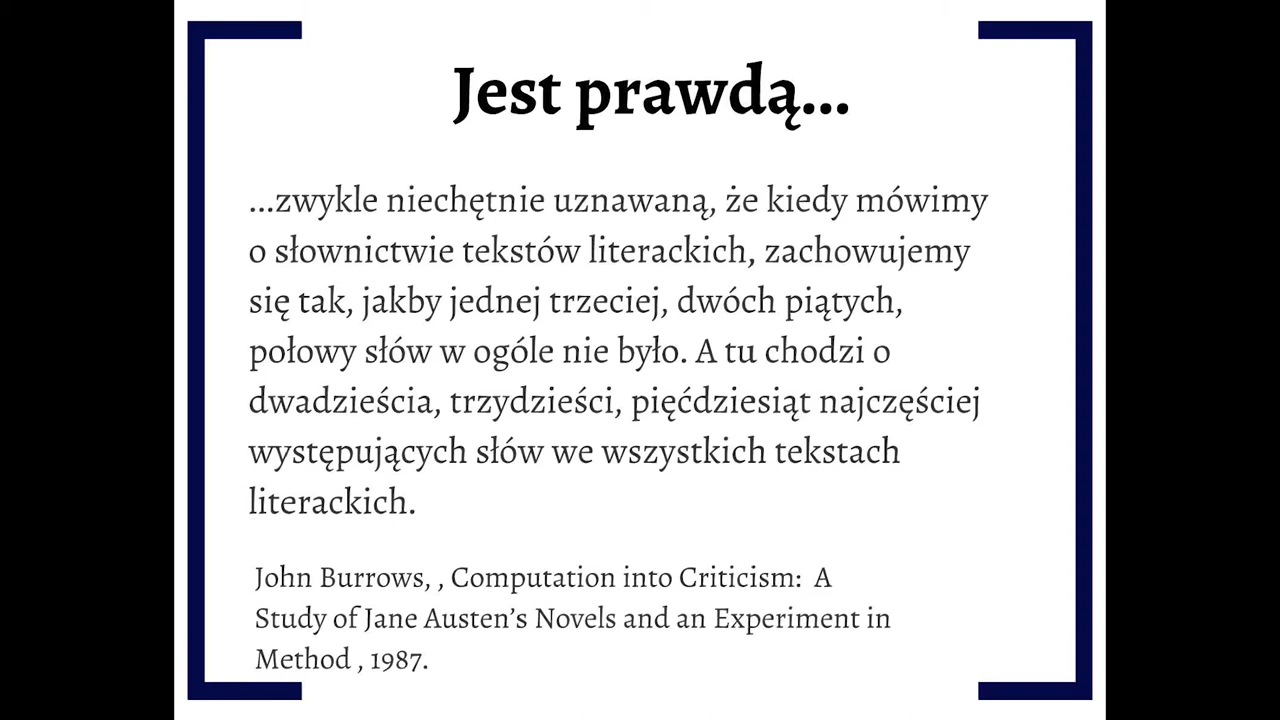 Jest prawdą...
...zwykle niechętnie uznawaną, że kiedy mówimy
o słownictwie tekstów literackich, zachowujemy
się tak, jakby jednej trzeciej, dwóch piątych,
połowy słów w ogóle nie było. A tu chodzi o
dwadzieścia, trzydzieści, pięćdziesiąt najczęściej
występujących słów we wszystkich tekstach
literackich.
John Burrows, , Computation into Criticism:  A
Study of Jane Austen’s Novels and an Experiment in
Method , 1987.